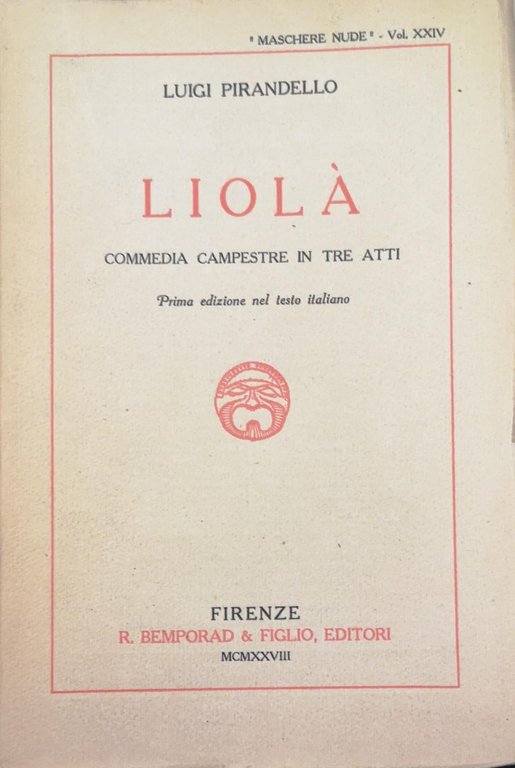 " MASCHERE NUDE " - Vol. XXIV
LUIGI PIRANDELLO
LIOLÀ
COMMEDIA CAMPESTRE IN TRE ATTI
Prima edizione nel testo italiano
FIRENZE
R. BEMPORAD & FIGLIO, EDITORI
MCMXXVIII